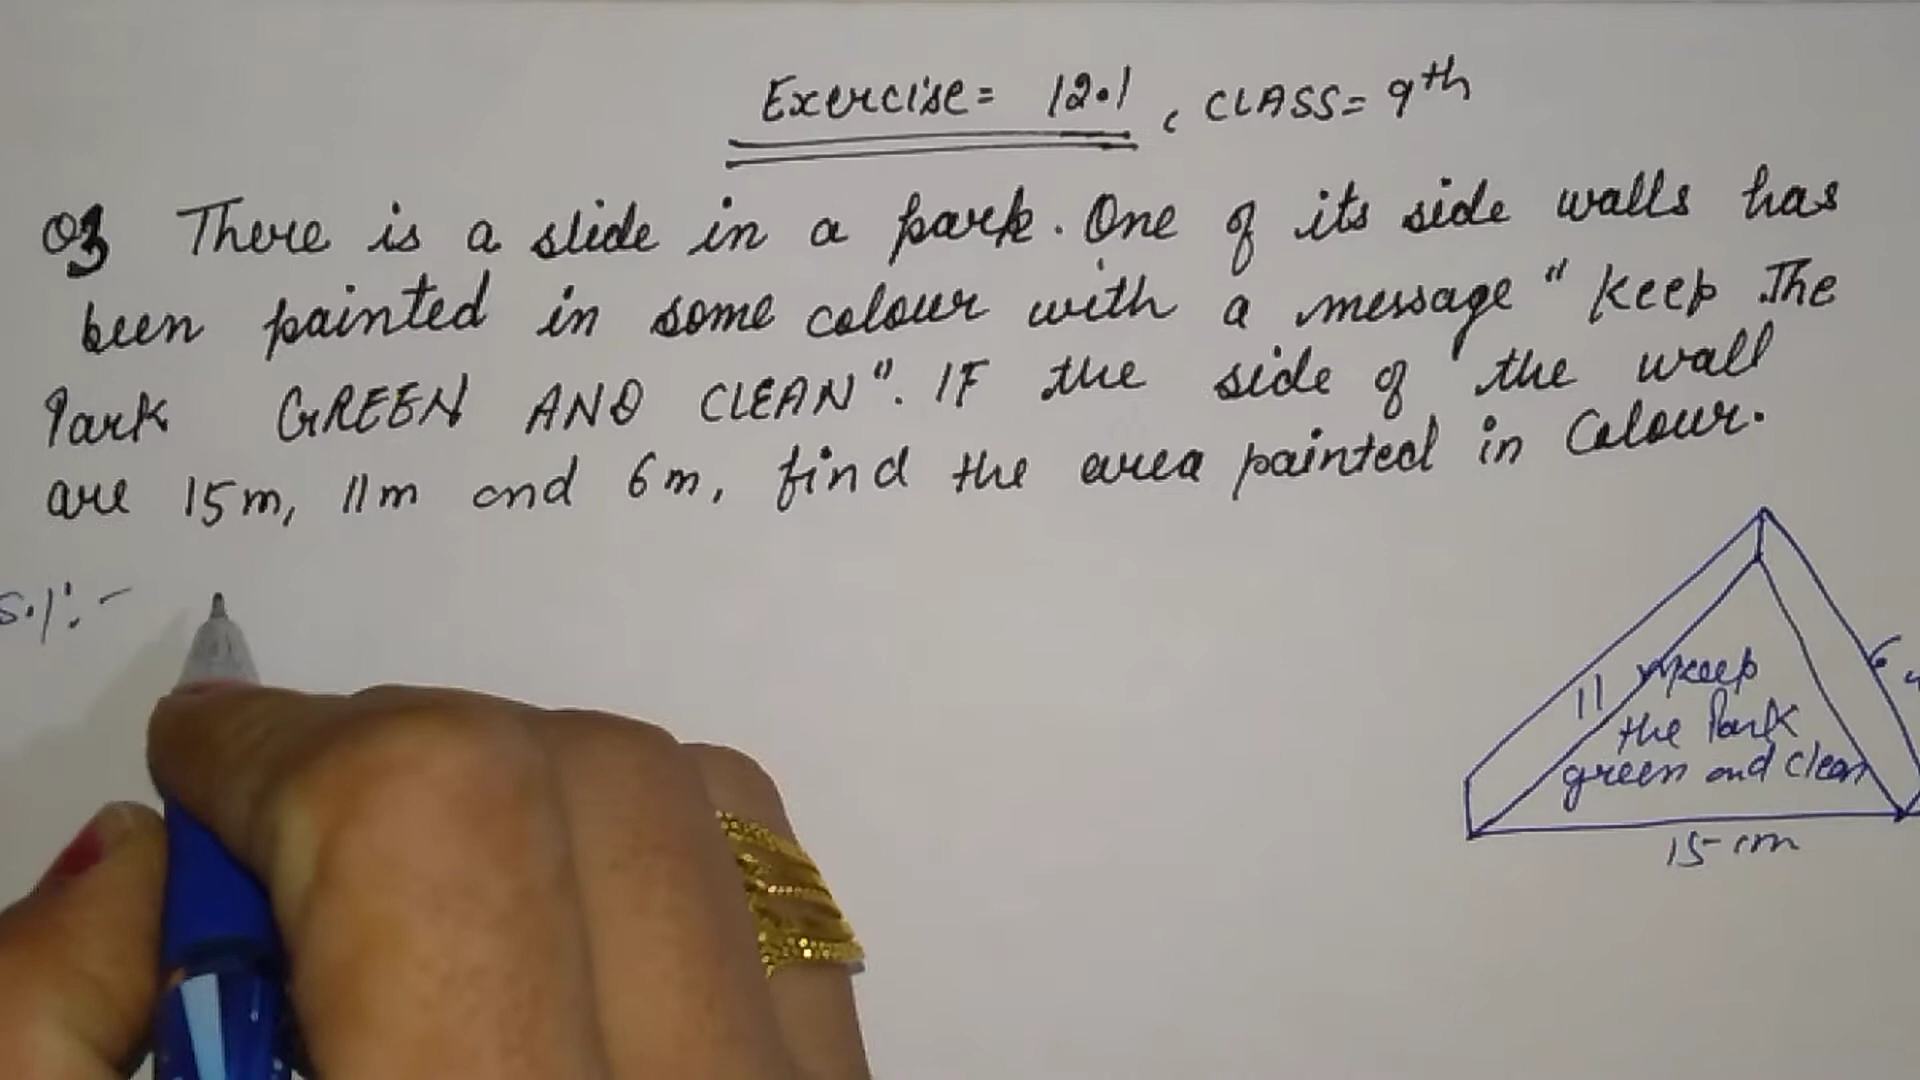 Exercise= 12.1, CLASS= 9th
Q3 There is a slide in a park. One of its side walls has
been painted in some colour with a message "keep The
Park GREEN AND CLEAN". IF the side of the wall
are 15m, 11m and 6m, find the area painted in Colour.
Sol:-
11
6
keep
the Park
green and clean
15 cm